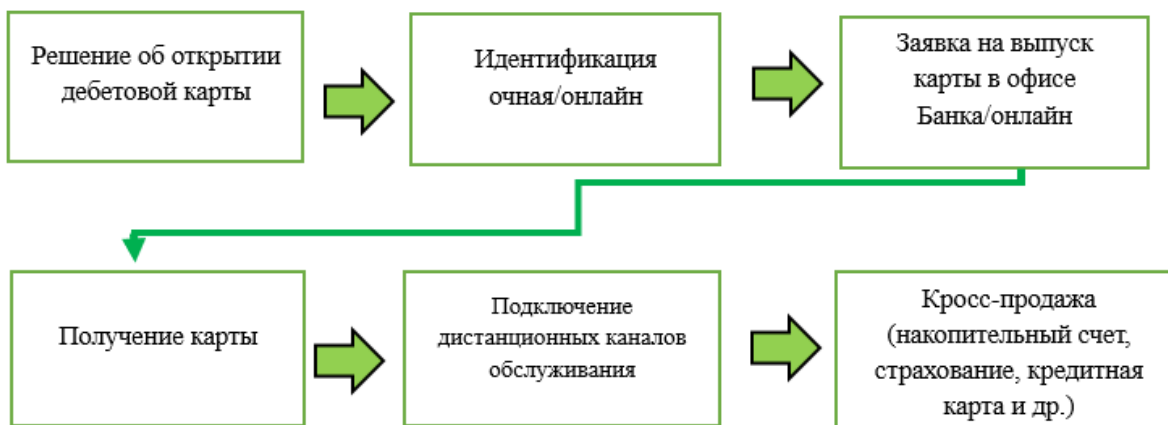 Решение об открытии
дебетовой карты
Идентификация
очная/онлайн
Заявка на выпуск
карты в офисе
Банка/онлайн
Получение карты
Подключение
дистанционных каналов
обслуживания
Кросс-продажа
(накопительный счет,
страхование, кредитная
карта и др.)